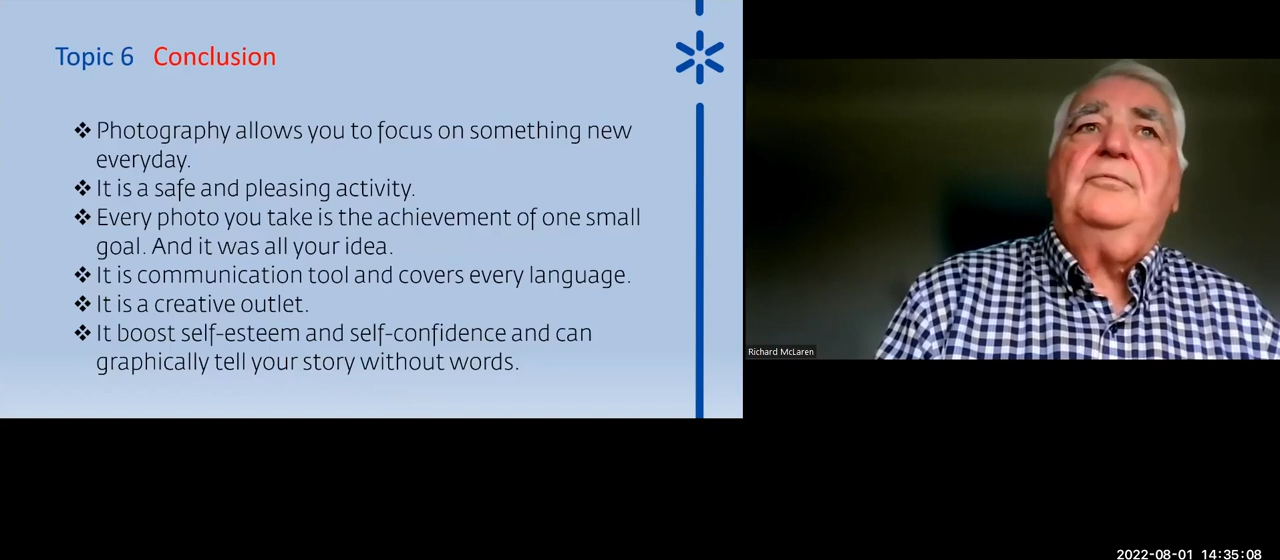 Topic 6 Conclusion
❖ Photography allows you to focus on something new
everyday.
❖ It is a safe and pleasing activity.
❖ Every photo you take is the achievement of one small
goal. And it was all your idea.
❖ It is communication tool and covers every language.
❖ It is a creative outlet.
❖ It boost self-esteem and self-confidence and can
graphically tell your story without words.
Richard McLaren
2022-08-01 14:35:08